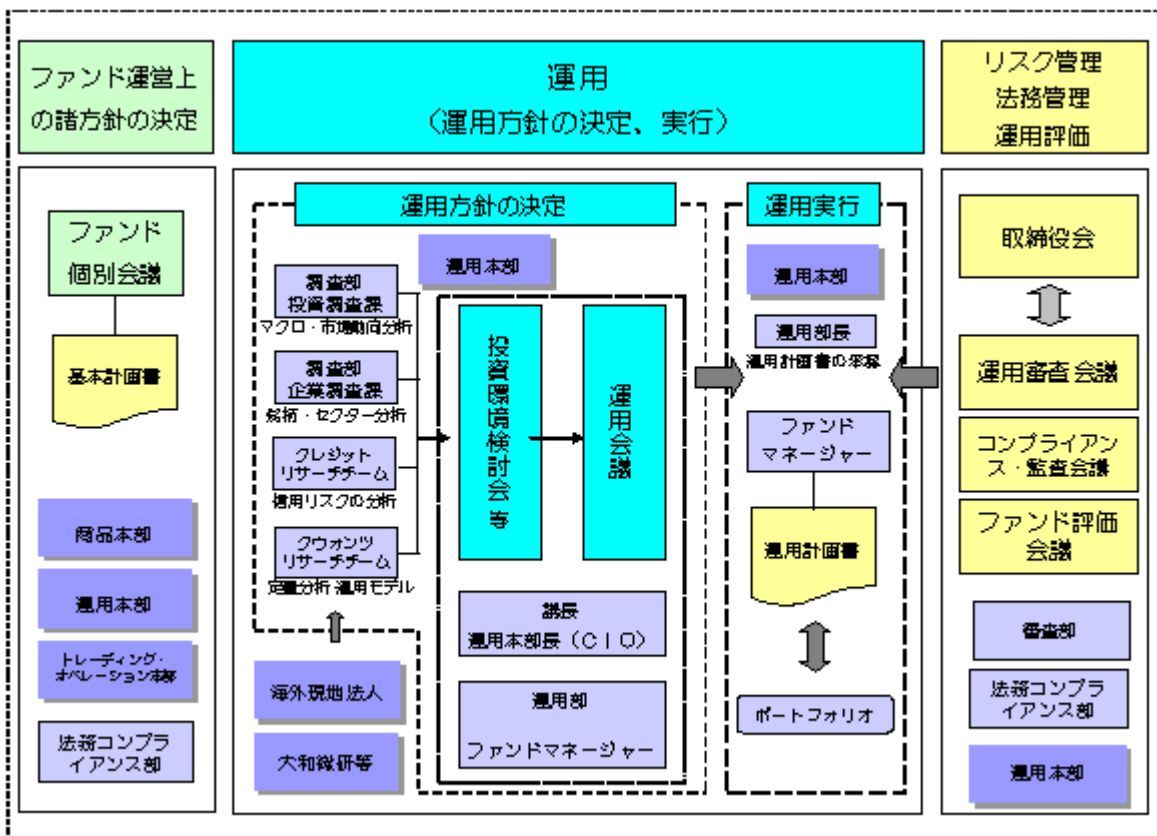 ファンド運営上
の諸方針の決定
運用
(運用方針の決定、実行)
リスク管理
法務管理
運用評価
ファンド
個別会議
基本計画書
商品本部
運用本部
トレーディング・
オペレーション本部
法務コンプラ
イアンス部
運用方針の決定
運用本部
調査部
投資調査課
マクロ・市場動向分析
調査部
企業調査課
銘柄・セクター分析
クレジット
リサーチチーム
信用リスクの分析
クウォンツ
リサーチチーム
定量分析・運用モデル
海外現地法人
大和総研等
投資環境検討会 等
運用会議
議長
運用本部長(CIO)
運用部
ファンドマネージャー
運用実行
運用本部
運用部長
運用計画書の承認
ファンド
マネージャー
運用計画書
ポートフォリオ
取締役会
運用審査会議
コンプライアン
ス・監査会議
ファンド評価
会議
審査部
法務コンプラ
イアンス部
運用本部